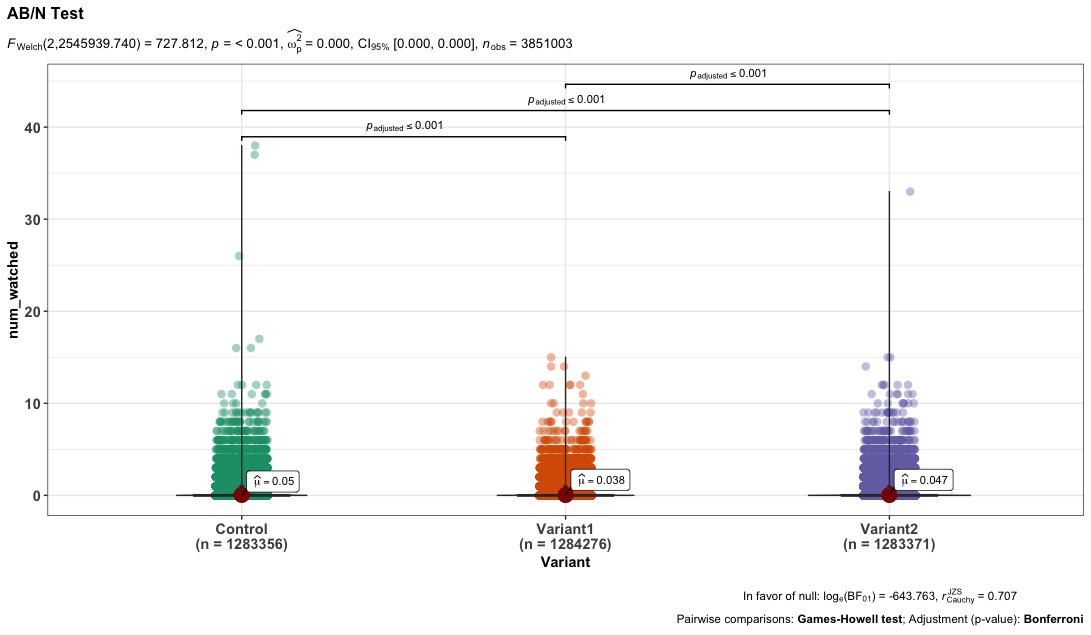 AB/N Test
F_Welch(2,2545939.740) = 727.812, p = < 0.001, ω̂²_p = 0.000, CI_95% [0.000, 0.000], n_obs = 3851003
p_adjusted ≤ 0.001
p_adjusted ≤ 0.001
p_adjusted ≤ 0.001
40
30
20
10
0
num_watched
μ̂ = 0.05
μ̂ = 0.038
μ̂ = 0.047
Control
(n = 1283356)
Variant1
(n = 1284276)
Variant2
(n = 1283371)
Variant
In favor of null: log_e(BF_01) = -643.763, r^JZS_Cauchy = 0.707
Pairwise comparisons: Games-Howell test; Adjustment (p-value): Bonferroni